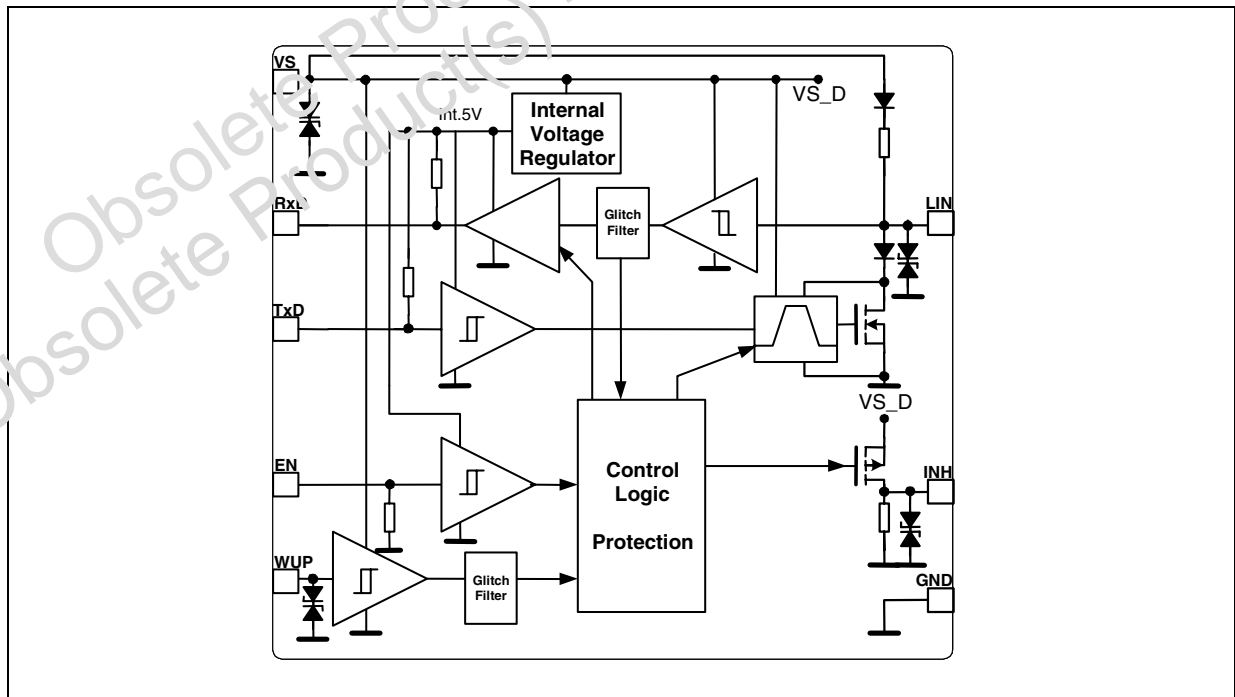 Obsolete Product(s)
Obsolete Product(s)
VS
VS_D
Int.5V
Internal
Voltage
Regulator
RxD
Glitch
Filter
LIN
TxD
VS_D
EN
Control
Logic
Protection
INH
WUP
Glitch
Filter
GND